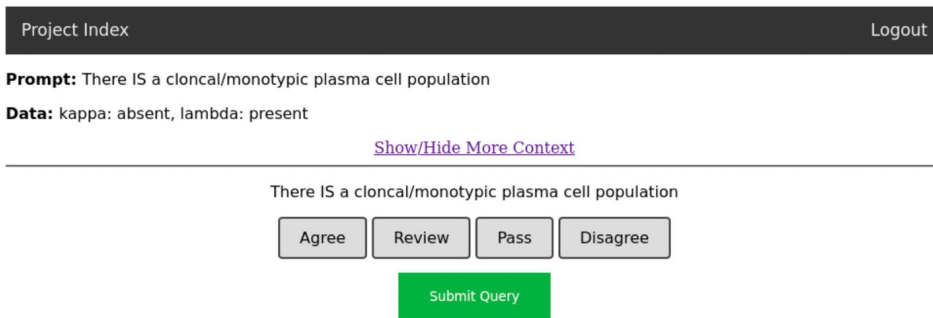 Project Index Logout
Prompt: There IS a cloncal/monotypic plasma cell population
Data: kappa: absent, lambda: present
Show/Hide More Context
There IS a cloncal/monotypic plasma cell population
Agree Review Pass Disagree
Submit Query